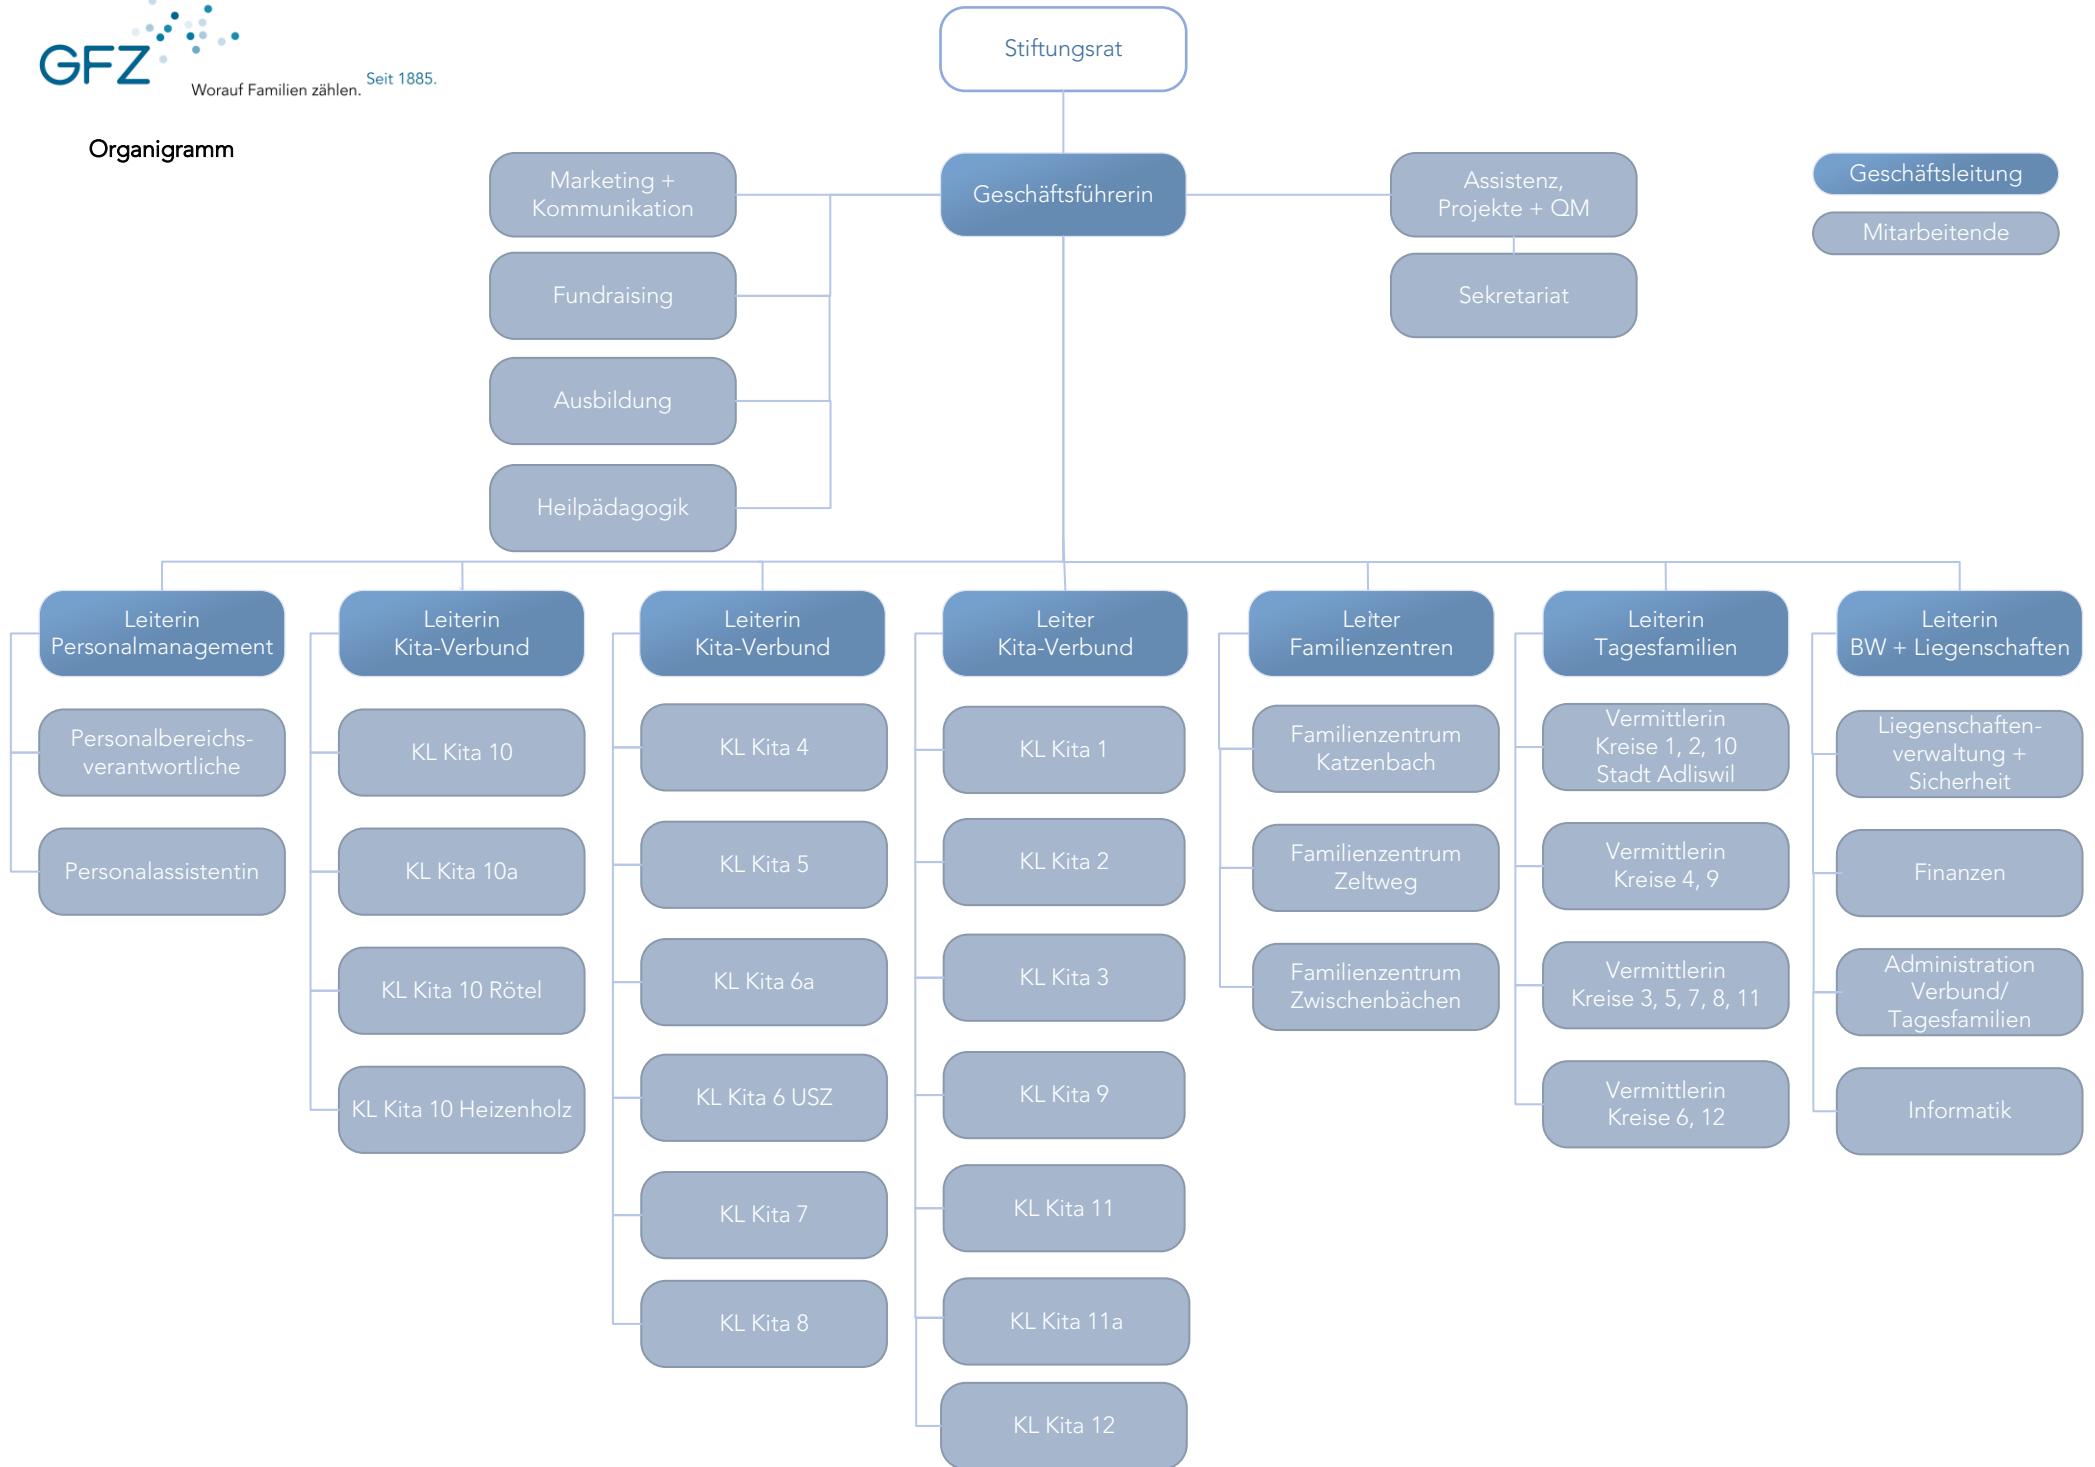 GFZ
Worauf Familien zählen. Seit 1885.
Organigramm
Stiftungsrat
Marketing +
Kommunikation
Geschäftsführerin
Assistenz,
Projekte + QM
Geschäftsleitung
Mitarbeitende
Fundraising
Sekretariat
Ausbildung
Heilpädagogik
Leiterin
Personalmanagement
Personalbereichs-
verantwortliche
Personalassistentin
Leiterin
Kita-Verbund
KL Kita 10
KL Kita 10a
KL Kita 10 Rötel
KL Kita 10 Heizenholz
Leiterin
Kita-Verbund
KL Kita 4
KL Kita 5
KL Kita 6a
KL Kita 6 USZ
KL Kita 7
KL Kita 8
Leiter
Kita-Verbund
KL Kita 1
KL Kita 2
KL Kita 3
KL Kita 9
KL Kita 11
KL Kita 11a
KL Kita 12
Leiter
Familienzentren
Familienzentrum
Katzenbach
Familienzentrum
Zeltweg
Familienzentrum
Zwischenbächen
Leiterin
Tagesfamilien
Vermittlerin
Kreise 1, 2, 10
Stadt Adliswil
Vermittlerin
Kreise 4, 9
Vermittlerin
Kreise 3, 5, 7, 8, 11
Vermittlerin
Kreise 6, 12
Leiterin
BW + Liegenschaften
Liegenschaften-
verwaltung +
Sicherheit
Finanzen
Administration
Verbund/
Tagesfamilien
Informatik